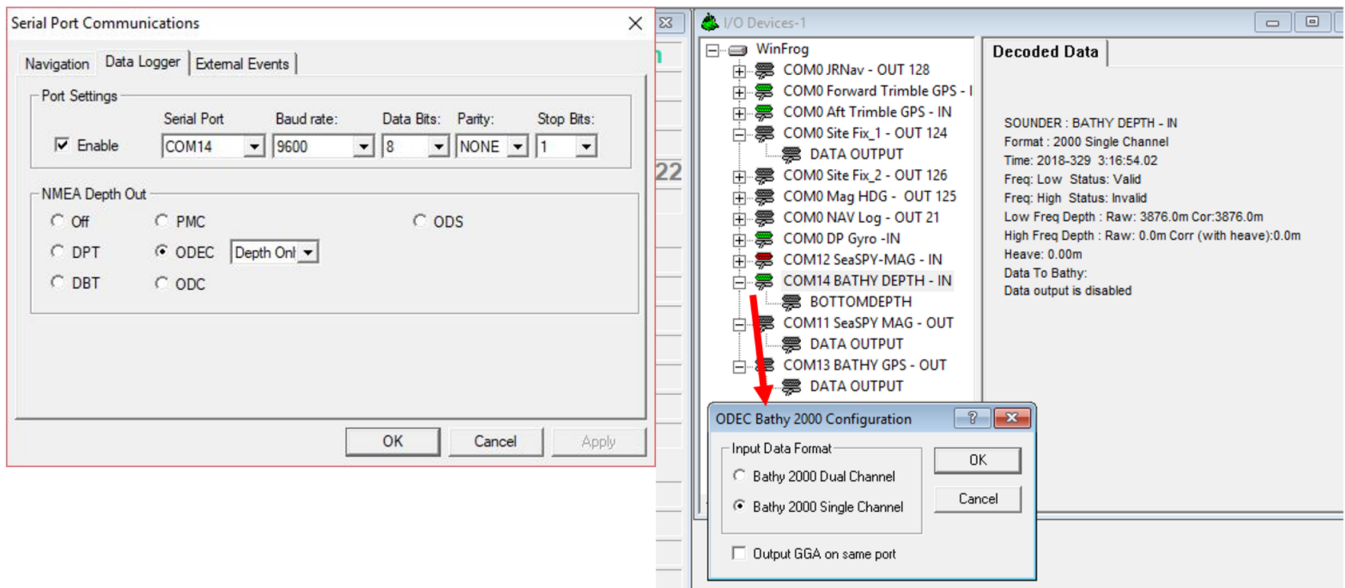 Serial Port Communications
Navigation Data Logger External Events
Port Settings
Serial Port Baud rate: Data Bits: Parity: Stop Bits:
Enable COM14 9600 8 NONE 1
NMEA Depth Out
Off PMC ODS
DPT ODEC Depth Onl
DBT ODC
OK Cancel Apply
22
I/O Devices-1
WinFrog
COM0 JRNav - OUT 128
COM0 Forward Trimble GPS - I
COM0 Aft Trimble GPS - IN
COM0 Site Fix_1 - OUT 124
DATA OUTPUT
COM0 Site Fix_2 - OUT 126
COM0 Mag HDG - OUT 125
COM0 NAV Log - OUT 21
COM0 DP Gyro -IN
COM12 SeaSPY-MAG - IN
COM14 BATHY DEPTH - IN
BOTTOMDEPTH
COM11 SeaSPY MAG - OUT
DATA OUTPUT
COM13 BATHY GPS - OUT
DATA OUTPUT
Decoded Data
SOUNDER : BATHY DEPTH - IN
Format : 2000 Single Channel
Time: 2018-329 3:16:54.02
Freq: Low Status: Valid
Freq: High Status: Invalid
Low Freq Depth : Raw: 3876.0m Cor:3876.0m
High Freq Depth : Raw: 0.0m Corr (with heave):0.0m
Heave: 0.00m
Data To Bathy:
Data output is disabled
ODEC Bathy 2000 Configuration
Input Data Format
Bathy 2000 Dual Channel
Bathy 2000 Single Channel
OK
Cancel
Output GGA on same port